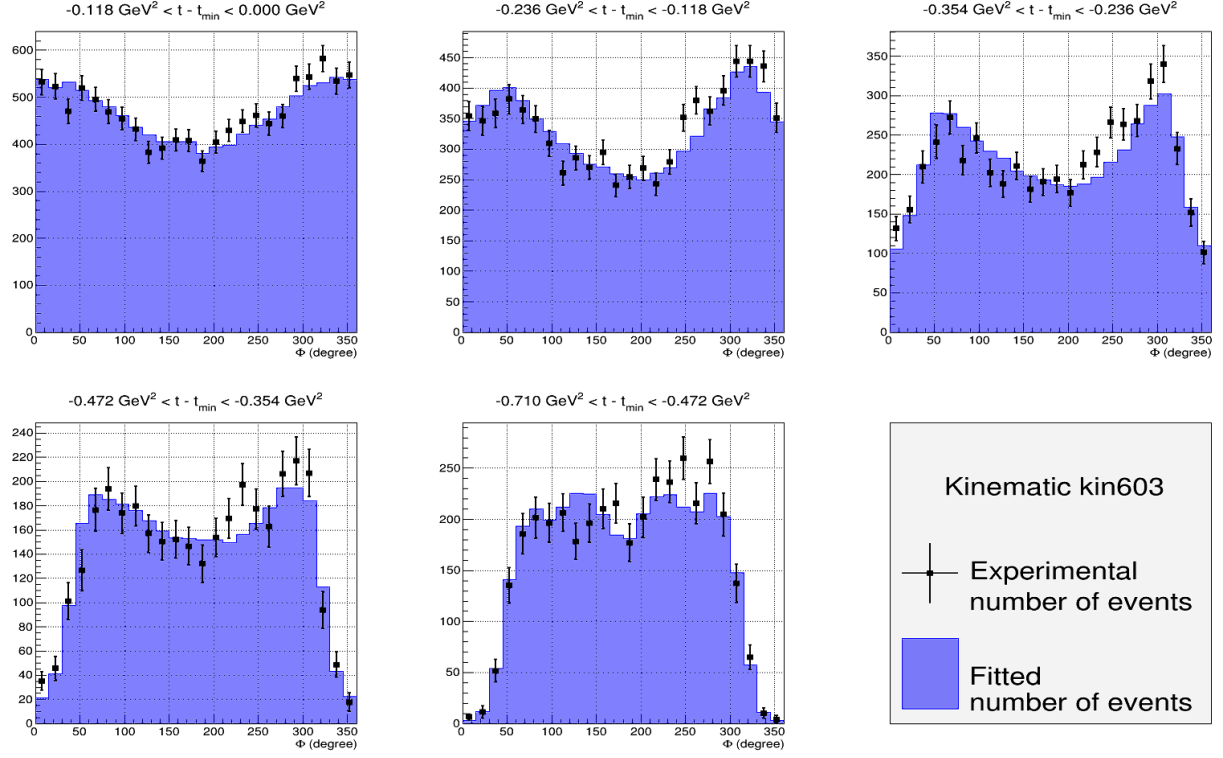 -0.118 GeV² < t - t_min < 0.000 GeV²
600
500
400
300
200
100
0
0 50 100 150 200 250 300 350
Φ (degree)
-0.236 GeV² < t - t_min < -0.118 GeV²
450
400
350
300
250
200
150
100
50
0
0 50 100 150 200 250 300 350
Φ (degree)
-0.354 GeV² < t - t_min < -0.236 GeV²
350
300
250
200
150
100
50
0
0 50 100 150 200 250 300 350
Φ (degree)
-0.472 GeV² < t - t_min < -0.354 GeV²
240
220
200
180
160
140
120
100
80
60
40
20
0
0 50 100 150 200 250 300 350
Φ (degree)
-0.710 GeV² < t - t_min < -0.472 GeV²
250
200
150
100
50
0
0 50 100 150 200 250 300 350
Φ (degree)
Kinematic kin603
Experimental
number of events
Fitted
number of events